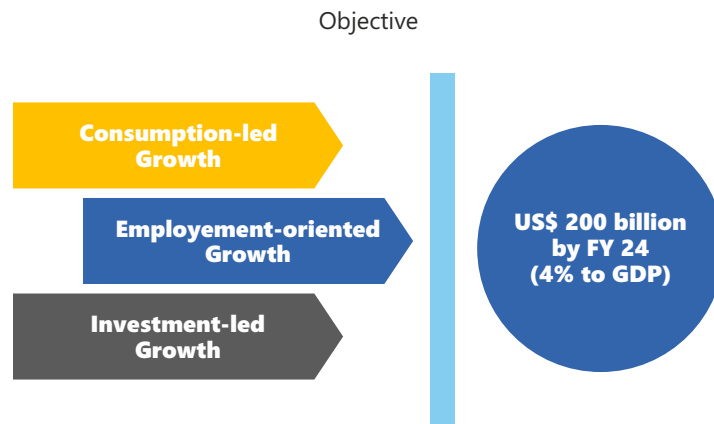 Objective
Consumption-led
Growth
Employement-oriented
Growth
Investment-led
Growth
US$ 200 billion
by FY 24
(4% to GDP)